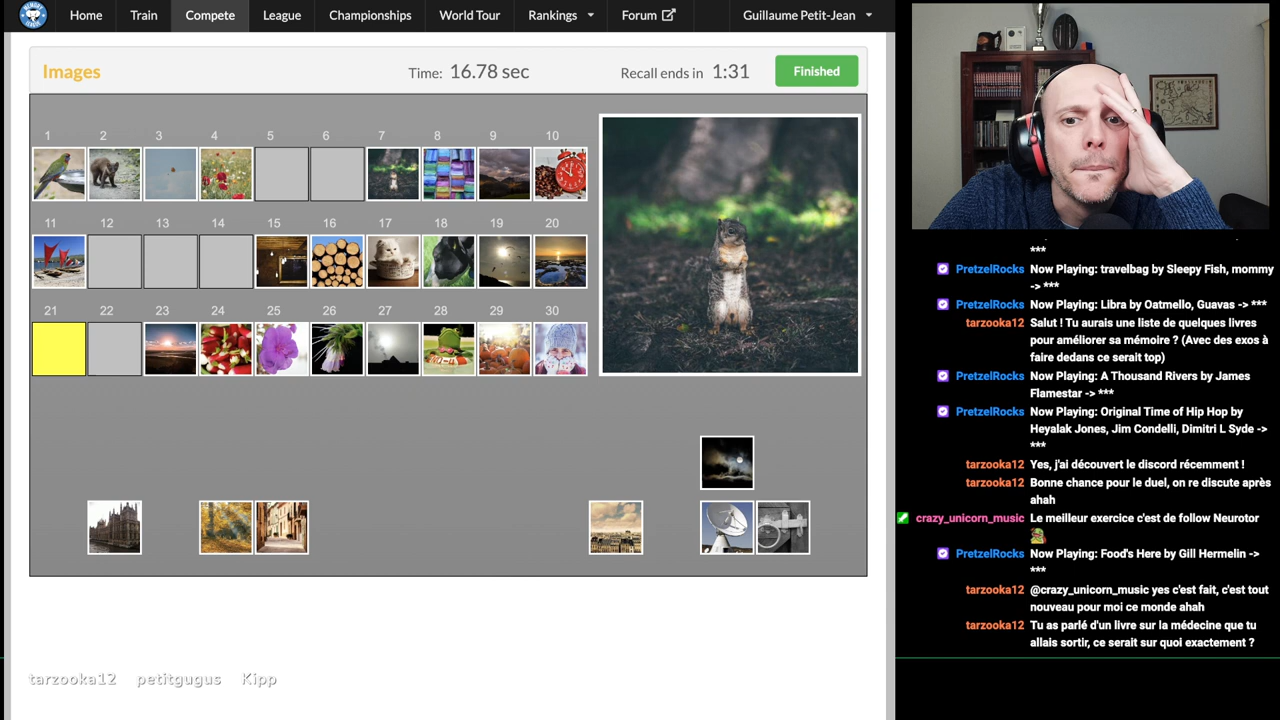 Home Train Compete League Championships World Tour Rankings Forum Guillaume Petit-Jean
Images
Time: 16.78 sec
Recall ends in 1:31
Finished
1 2 3 4 5 6 7 8 9 10
11 12 13 14 15 16 17 18 19 20
21 22 23 24 25 26 27 28 29 30
tarzooka12 petitgugus Kipp
***
PretzelRocks Now Playing: travelbag by Sleepy Fish, mommy
-> ***
PretzelRocks Now Playing: Libra by Oatmello, Guavas -> ***
tarzooka12 Salut ! Tu aurais une liste de quelques livres
pour améliorer sa mémoire ? (Avec des exos à
faire dedans ce serait top)
PretzelRocks Now Playing: A Thousand Rivers by James
Flamestar -> ***
PretzelRocks Now Playing: Original Time of Hip Hop by
Heyalak Jones, Jim Condelli, Dimitri L Syde ->
***
tarzooka12 Yes, j'ai découvert le discord récemment !
tarzooka12 Bonne chance pour le duel, on re discute après
ahah
crazy_unicorn_music Le meilleur exercice c'est de follow Neurotor
PretzelRocks Now Playing: Food's Here by Gill Hermelin ->
***
tarzooka12 @crazy_unicorn_music yes c'est fait, c'est tout
nouveau pour moi ce monde ahah
tarzooka12 Tu as parlé d'un livre sur la médecine que tu
allais sortir, ce serait sur quoi exactement ?